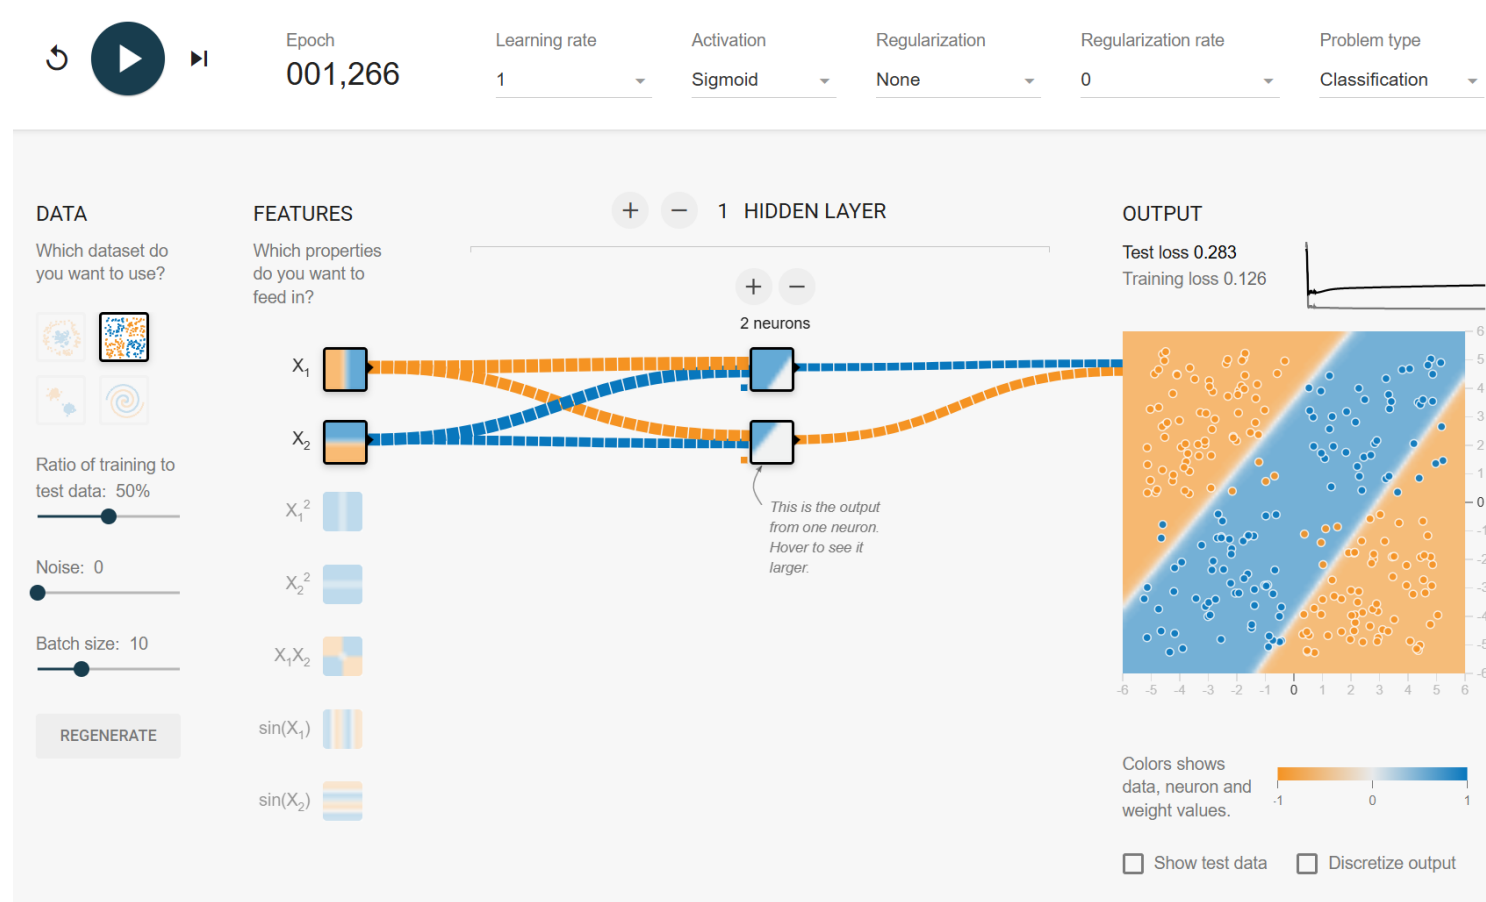 Epoch
001,266
Learning rate
1
Activation
Sigmoid
Regularization
None
Regularization rate
0
Problem type
Classification
DATA
Which dataset do
you want to use?
Ratio of training to
test data: 50%
Noise: 0
Batch size: 10
REGENERATE
FEATURES
Which properties
do you want to
feed in?
X₁
X₂
X₁²
X₂²
X₁X₂
sin(X₁)
sin(X₂)
+ − 1 HIDDEN LAYER
+ −
2 neurons
This is the output
from one neuron.
Hover to see it
larger.
OUTPUT
Test loss 0.283
Training loss 0.126
6
5
4
3
2
1
0
-1
-2
-3
-4
-5
-6
-6 -5 -4 -3 -2 -1 0 1 2 3 4 5 6
Colors shows
data, neuron and
weight values.
-1 0 1
Show test data
Discretize output